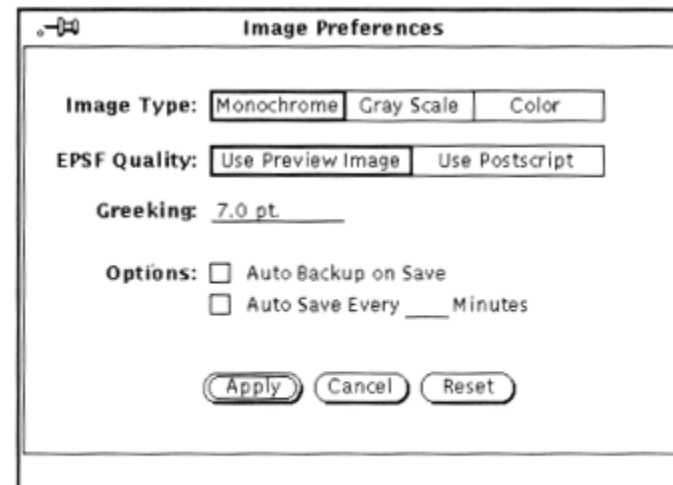 Image Preferences
Image Type: Monochrome Gray Scale Color
EPSF Quality: Use Preview Image Use Postscript
Greeking: 7.0 pt.
Options: Auto Backup on Save
Auto Save Every ___ Minutes
Apply Cancel Reset